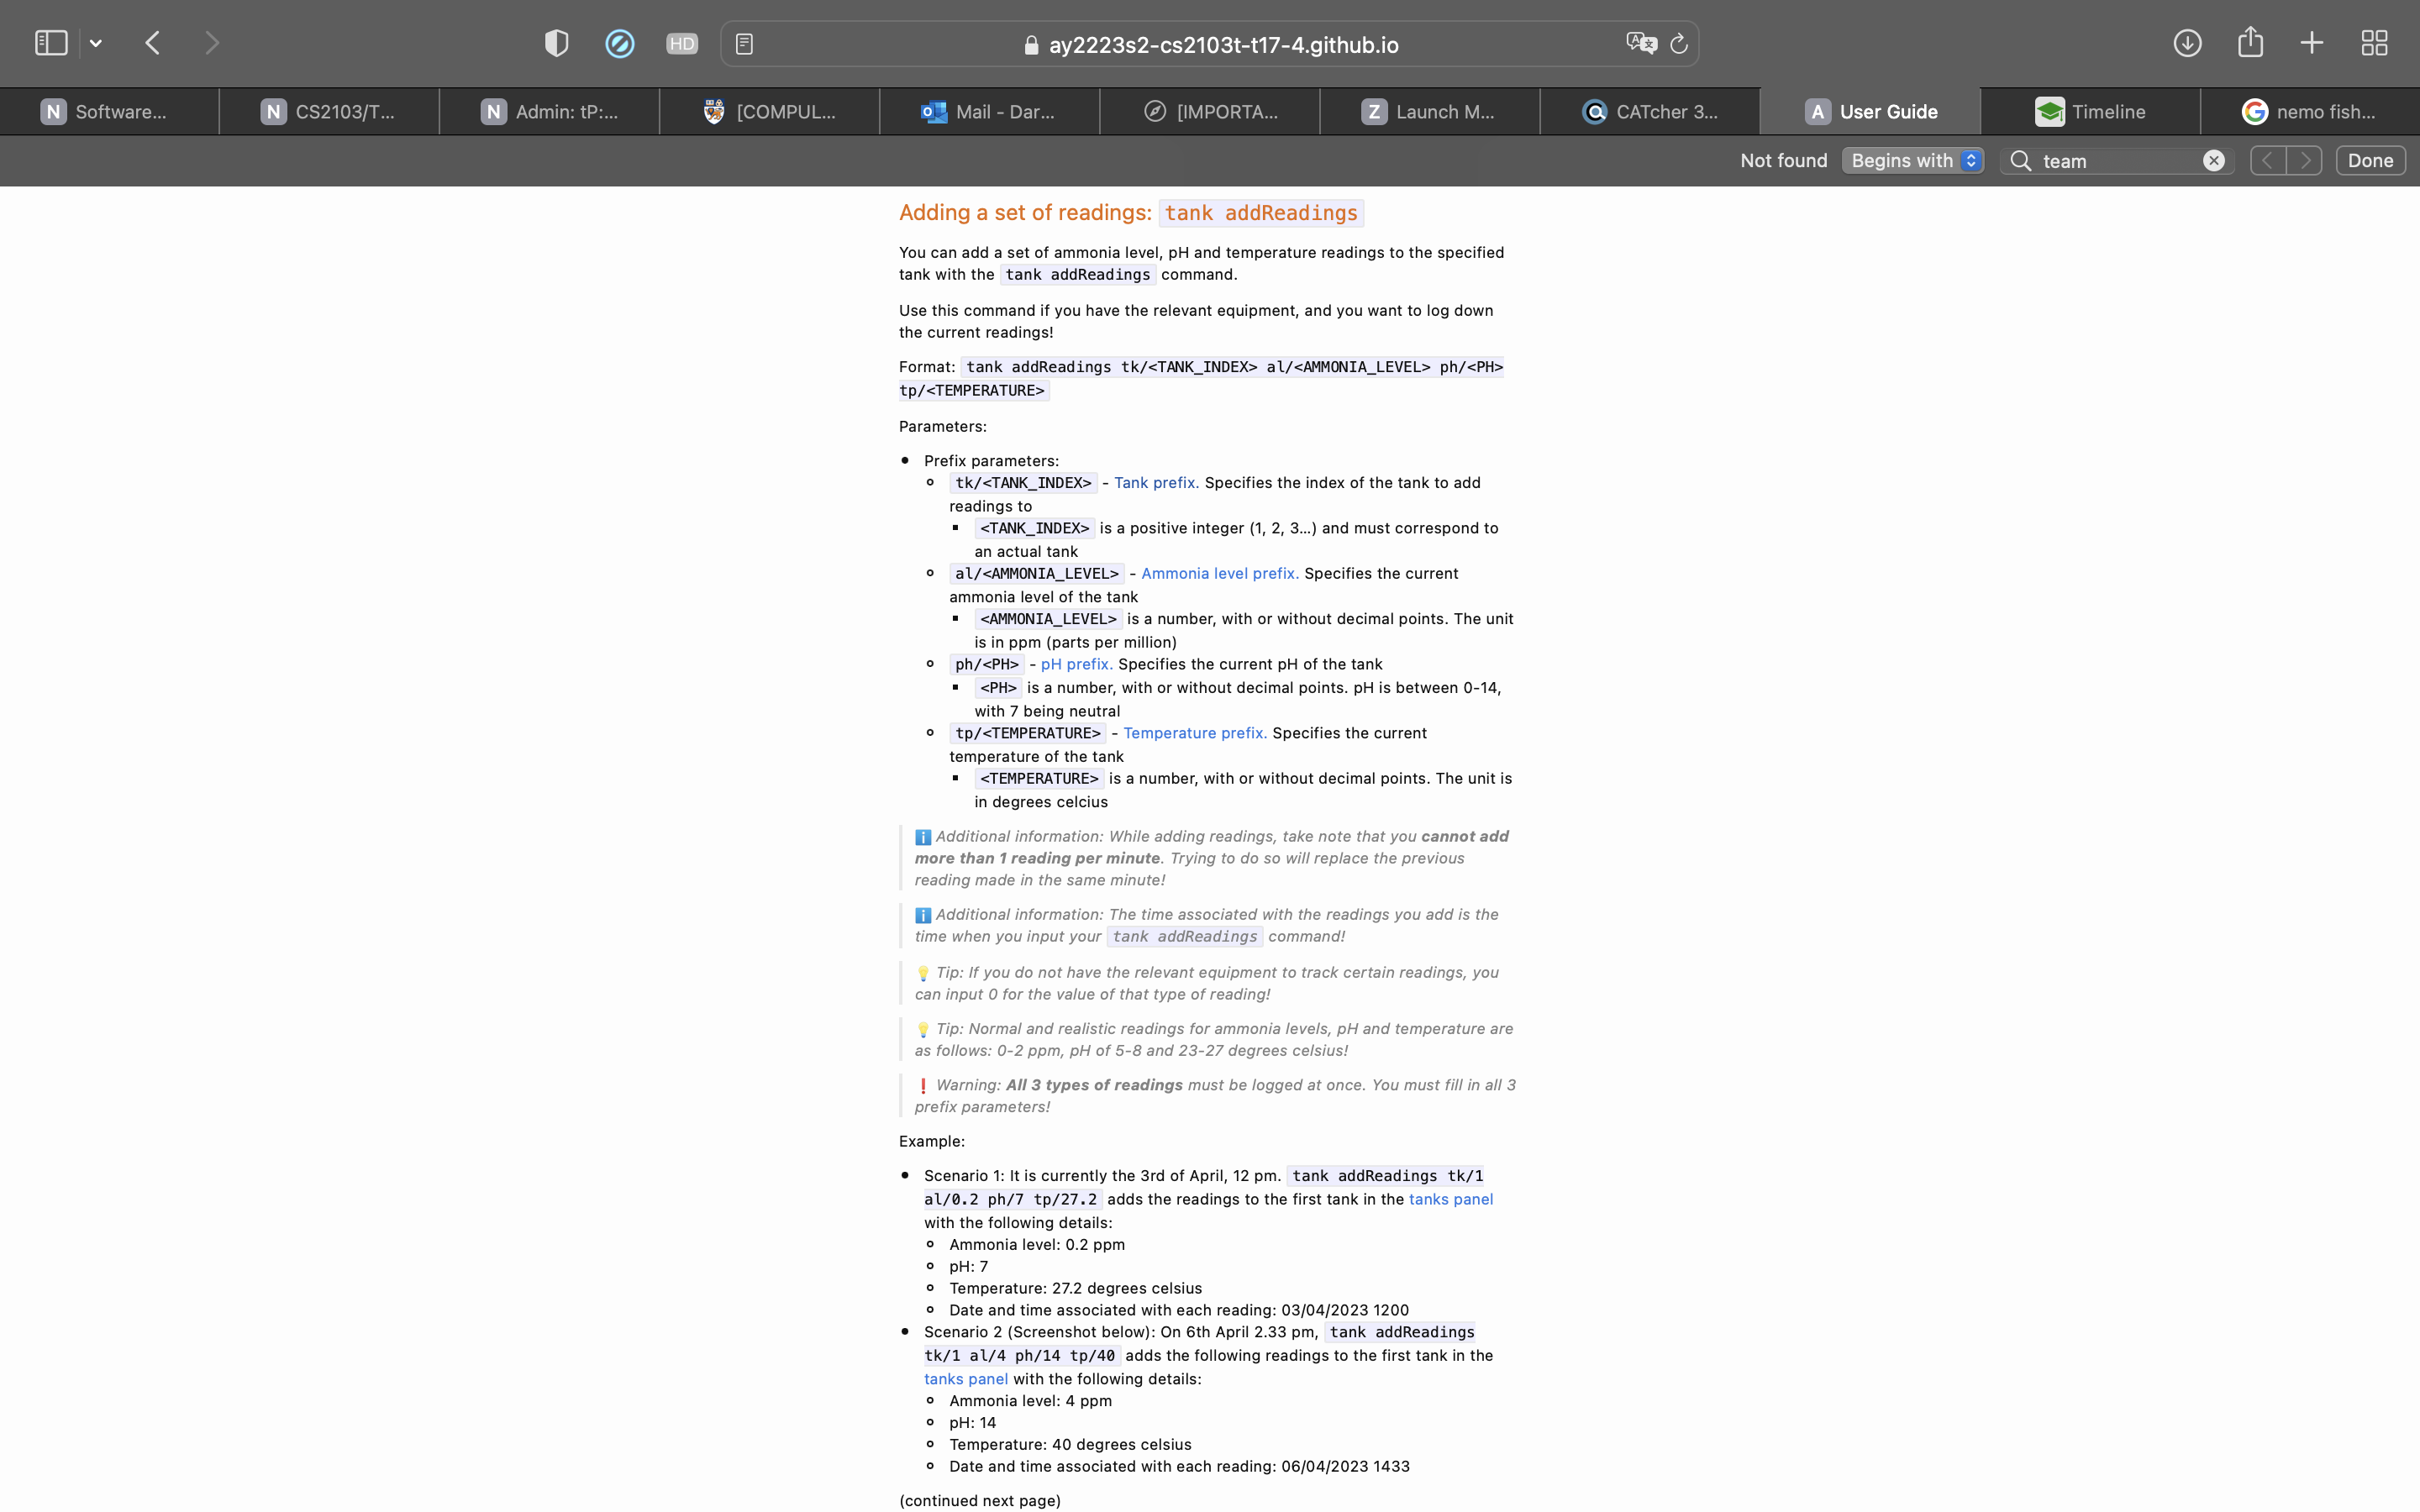 HD
ay2223s2-cs2103t-t17-4.github.io
N Software...
N CS2103/T...
N Admin: tP:...
[COMPUL...
Mail - Dar...
[IMPORTA...
Z Launch M...
CATcher 3...
A User Guide
Timeline
G nemo fish...
Not found Begins with team Done
Adding a set of readings: tank addReadings
You can add a set of ammonia level, pH and temperature readings to the specified
tank with the tank addReadings command.
Use this command if you have the relevant equipment, and you want to log down
the current readings!
Format: tank addReadings tk/<TANK_INDEX> al/<AMMONIA_LEVEL> ph/<PH>
tp/<TEMPERATURE>
Parameters:
• Prefix parameters:
◦ tk/<TANK_INDEX> - Tank prefix. Specifies the index of the tank to add
readings to
▪ <TANK_INDEX> is a positive integer (1, 2, 3…) and must correspond to
an actual tank
◦ al/<AMMONIA_LEVEL> - Ammonia level prefix. Specifies the current
ammonia level of the tank
▪ <AMMONIA_LEVEL> is a number, with or without decimal points. The unit
is in ppm (parts per million)
◦ ph/<PH> - pH prefix. Specifies the current pH of the tank
▪ <PH> is a number, with or without decimal points. pH is between 0-14,
with 7 being neutral
◦ tp/<TEMPERATURE> - Temperature prefix. Specifies the current
temperature of the tank
▪ <TEMPERATURE> is a number, with or without decimal points. The unit is
in degrees celcius
ℹ️ Additional information: While adding readings, take note that you cannot add
more than 1 reading per minute. Trying to do so will replace the previous
reading made in the same minute!
ℹ️ Additional information: The time associated with the readings you add is the
time when you input your tank addReadings command!
💡 Tip: If you do not have the relevant equipment to track certain readings, you
can input 0 for the value of that type of reading!
💡 Tip: Normal and realistic readings for ammonia levels, pH and temperature are
as follows: 0-2 ppm, pH of 5-8 and 23-27 degrees celsius!
❗ Warning: All 3 types of readings must be logged at once. You must fill in all 3
prefix parameters!
Example:
• Scenario 1: It is currently the 3rd of April, 12 pm. tank addReadings tk/1
al/0.2 ph/7 tp/27.2 adds the readings to the first tank in the tanks panel
with the following details:
◦ Ammonia level: 0.2 ppm
◦ pH: 7
◦ Temperature: 27.2 degrees celsius
◦ Date and time associated with each reading: 03/04/2023 1200
• Scenario 2 (Screenshot below): On 6th April 2.33 pm, tank addReadings
tk/1 al/4 ph/14 tp/40 adds the following readings to the first tank in the
tanks panel with the following details:
◦ Ammonia level: 4 ppm
◦ pH: 14
◦ Temperature: 40 degrees celsius
◦ Date and time associated with each reading: 06/04/2023 1433
(continued next page)